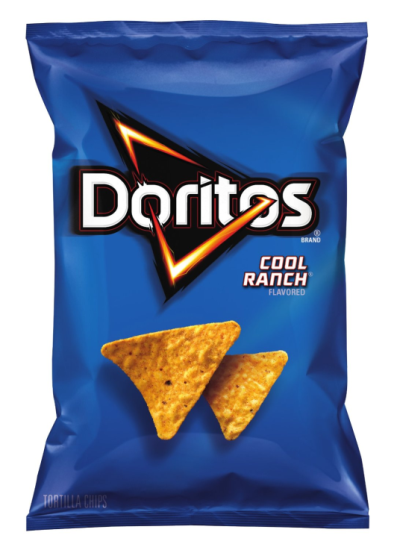 Doritos
®
BRAND
COOL
RANCH®
FLAVORED
TORTILLA CHIPS